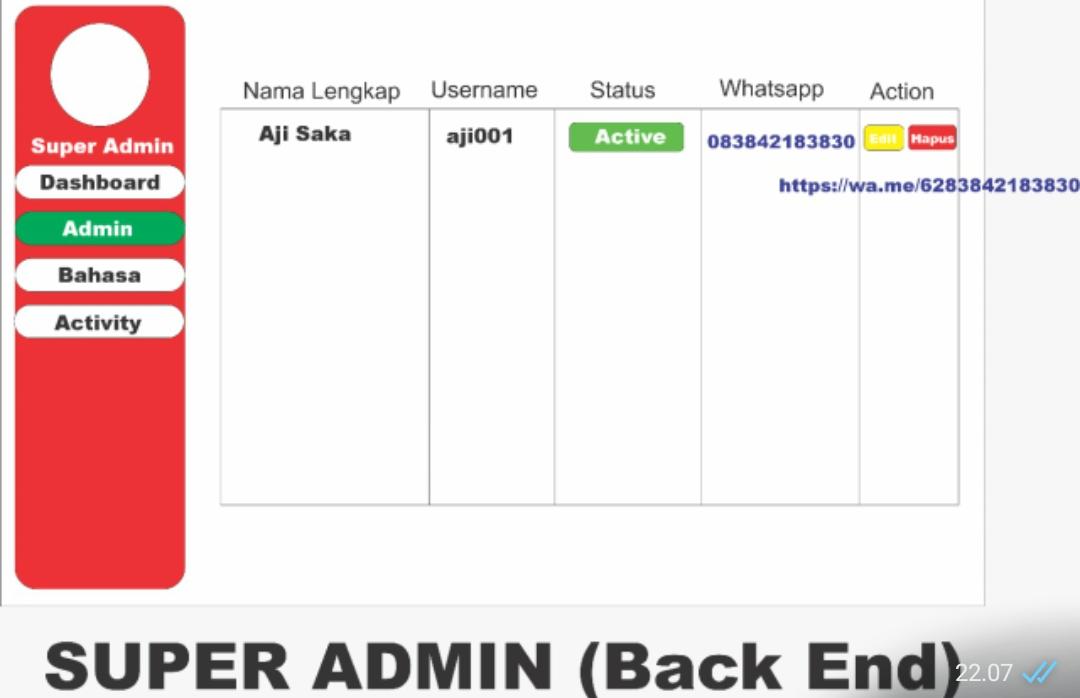 Super Admin
Dashboard
Admin
Bahasa
Activity
Nama Lengkap Username Status Whatsapp Action
Aji Saka aji001 Active 083842183830 Edit Hapus
https://wa.me/6283842183830
SUPER ADMIN (Back End)
22.07